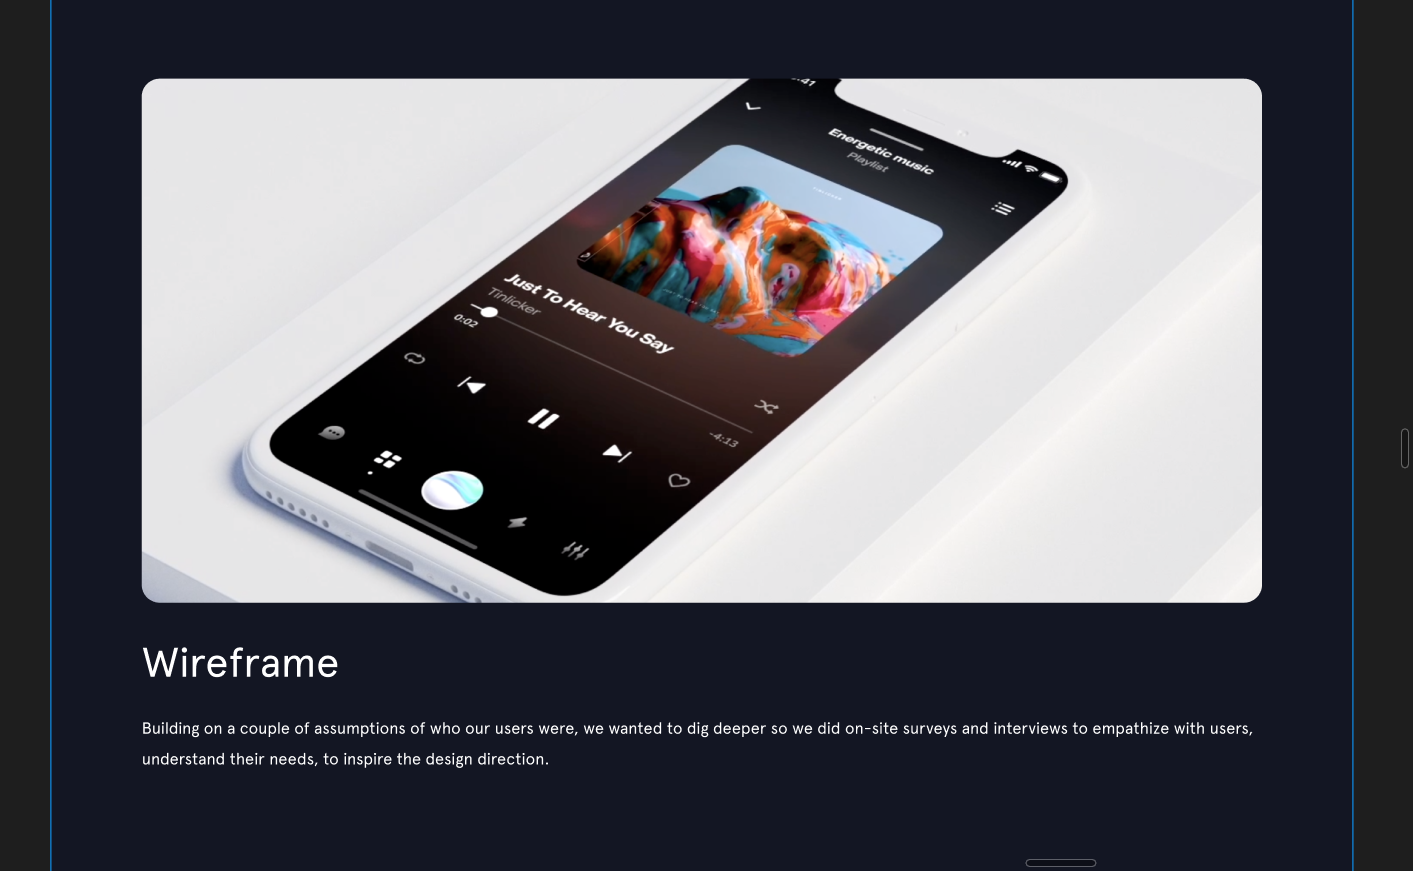 Energetic music
Playlist
Just To Hear You Say
Tinlicker
0:02
-4:13
Wireframe
Building on a couple of assumptions of who our users were, we wanted to dig deeper so we did on-site surveys and interviews to empathize with users,
understand their needs, to inspire the design direction.